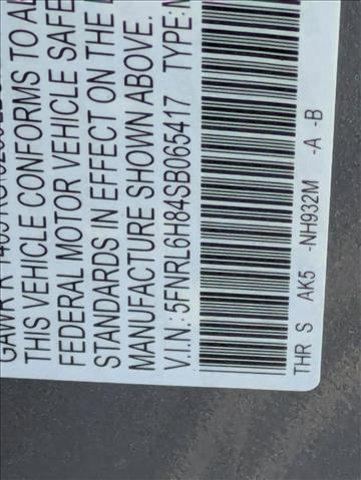 THIS VEHICLE CONFORMS TO
FEDERAL MOTOR VEHICLE SAFE
STANDARDS IN EFFECT ON THE
MANUFACTURE SHOWN ABOVE.
V.I.N.: 5FNRL6H84SB065417 TYPE:
THR S AK5 -NH932M -A -B